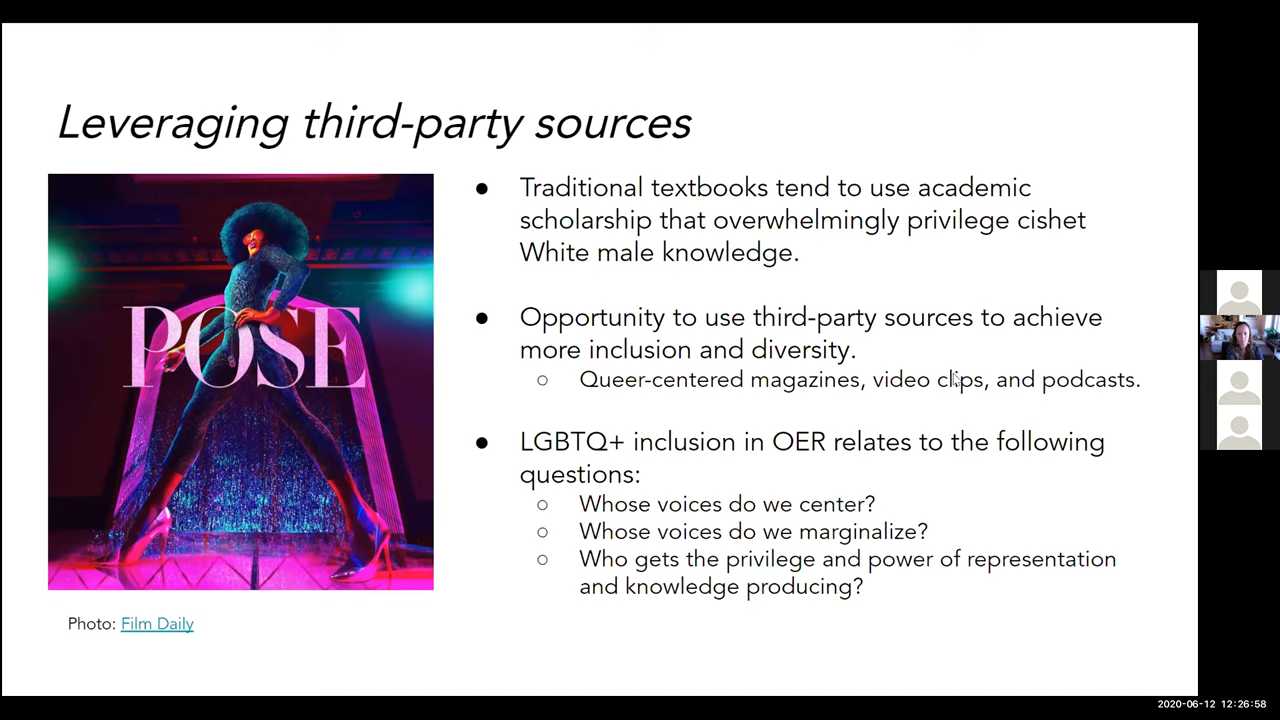 Leveraging third-party sources
POSE
Photo: Film Daily
● Traditional textbooks tend to use academic
scholarship that overwhelmingly privilege cishet
White male knowledge.
● Opportunity to use third-party sources to achieve
more inclusion and diversity.
○ Queer-centered magazines, video clips, and podcasts.
● LGBTQ+ inclusion in OER relates to the following
questions:
○ Whose voices do we center?
○ Whose voices do we marginalize?
○ Who gets the privilege and power of representation
and knowledge producing?
2020-06-12 12:26:58